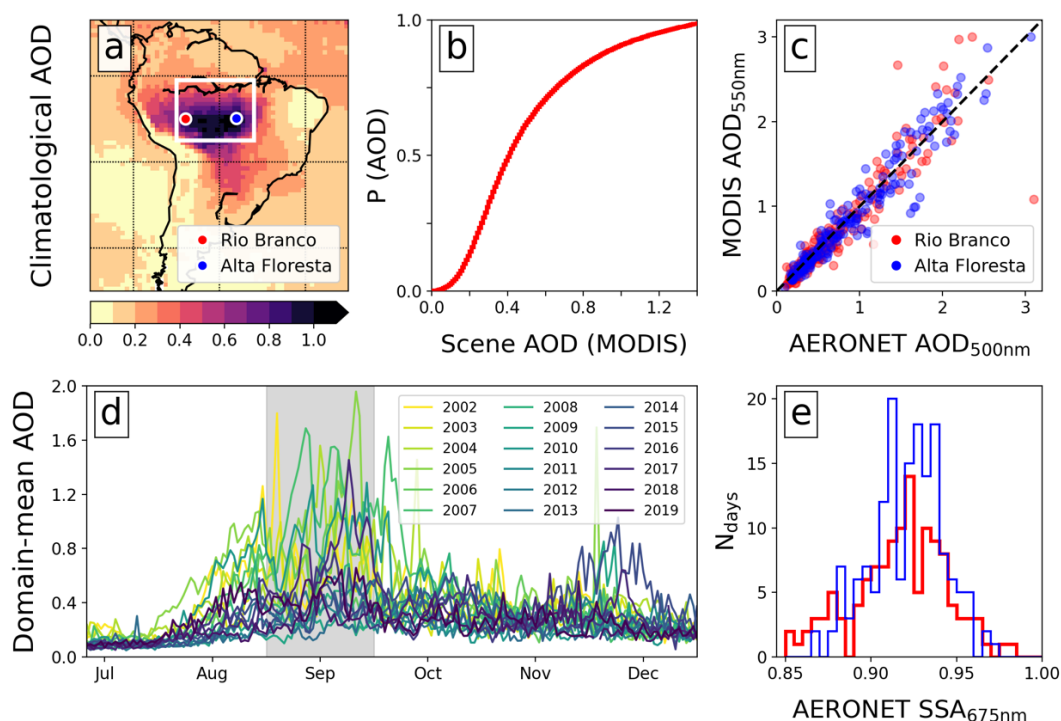 a
Climatological AOD
Rio Branco
Alta Floresta
0.0 0.2 0.4 0.6 0.8 1.0
b
P (AOD)
1.0
0.5
0.0
0.0 0.4 0.8 1.2
Scene AOD (MODIS)
c
MODIS AOD550nm
3
2
1
0
0 1 2 3
Rio Branco
Alta Floresta
AERONET AOD500nm
d
Domain-mean AOD
2.0
1.6
1.2
0.8
0.4
0.0
Jul Aug Sep Oct Nov Dec
2002 2008 2014
2003 2009 2015
2004 2010 2016
2005 2011 2017
2006 2012 2018
2007 2013 2019
e
Ndays
20
15
10
5
0
0.85 0.90 0.95 1.00
AERONET SSA675nm